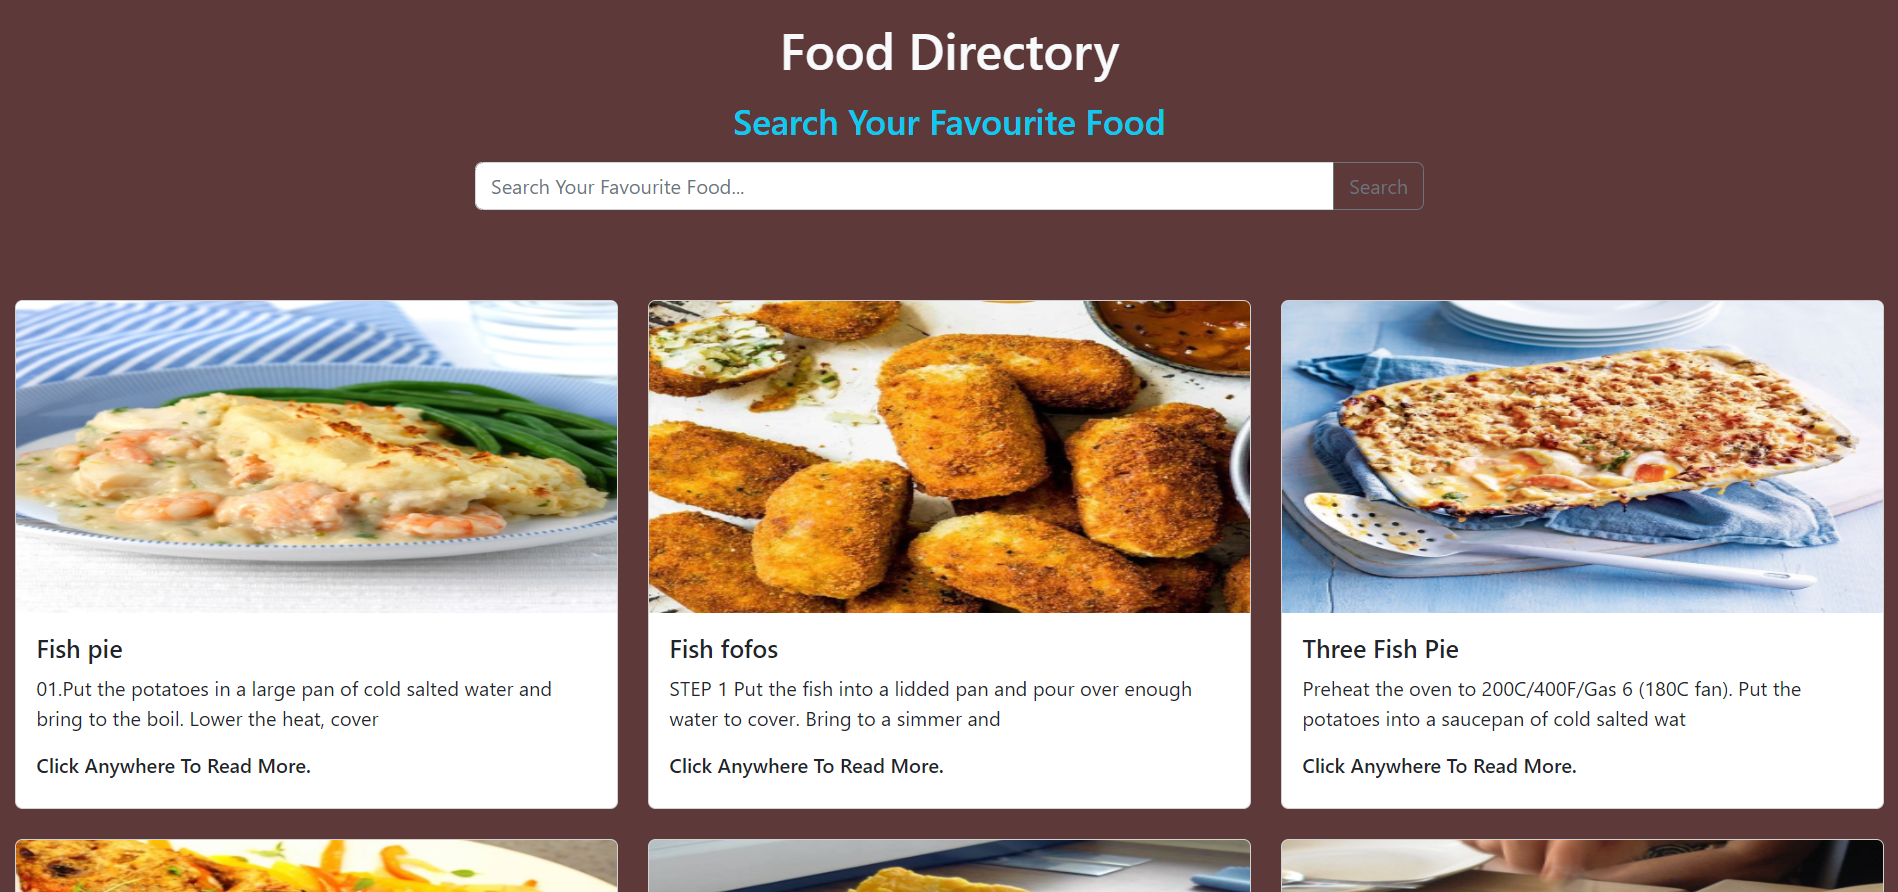 Food Directory
Search Your Favourite Food
Search Your Favourite Food...
Search
Fish pie
01.Put the potatoes in a large pan of cold salted water and
bring to the boil. Lower the heat, cover
Click Anywhere To Read More.
Fish fofos
STEP 1 Put the fish into a lidded pan and pour over enough
water to cover. Bring to a simmer and
Click Anywhere To Read More.
Three Fish Pie
Preheat the oven to 200C/400F/Gas 6 (180C fan). Put the
potatoes into a saucepan of cold salted wat
Click Anywhere To Read More.